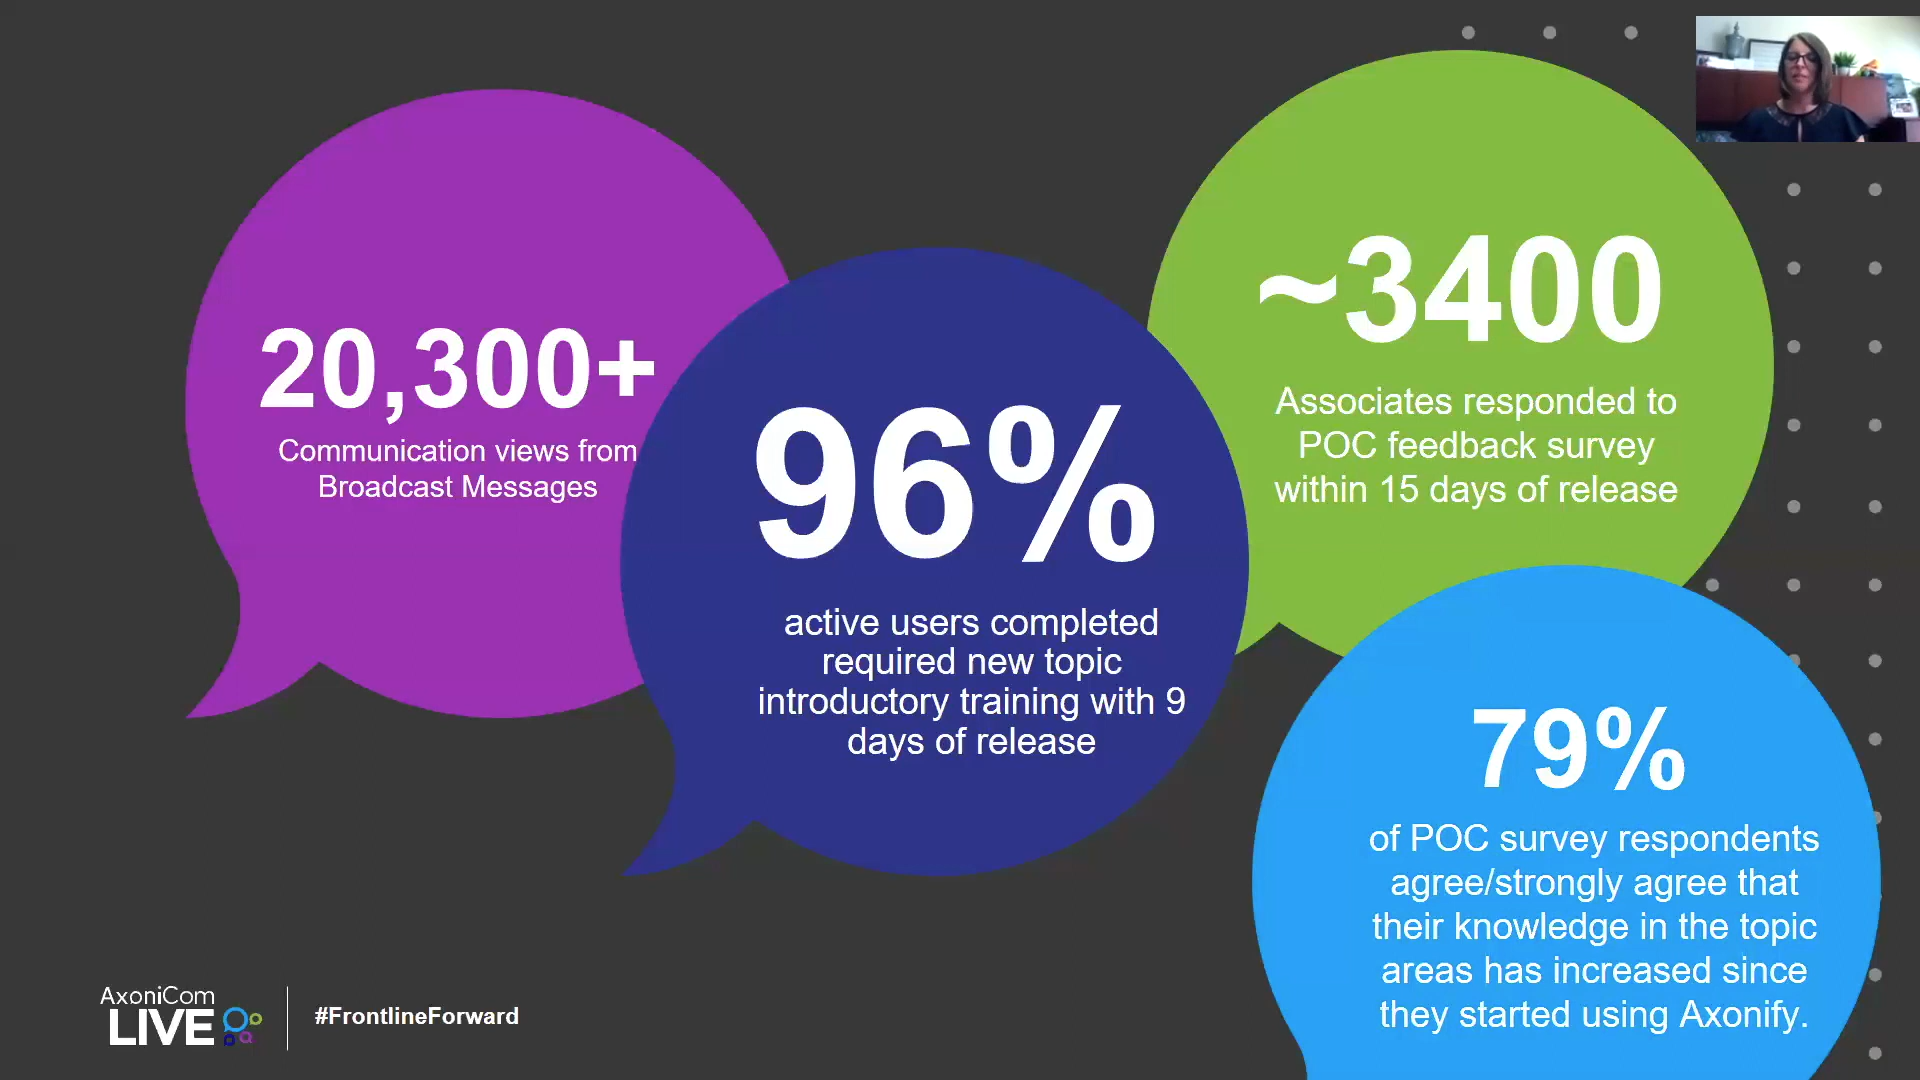 20,300+
Communication views from
Broadcast Messages
96%
active users completed
required new topic
introductory training with 9
days of release
~3400
Associates responded to
POC feedback survey
within 15 days of release
79%
of POC survey respondents
agree/strongly agree that
their knowledge in the topic
areas has increased since
they started using Axonify.
AxoniCom
LIVE
#FrontlineForward